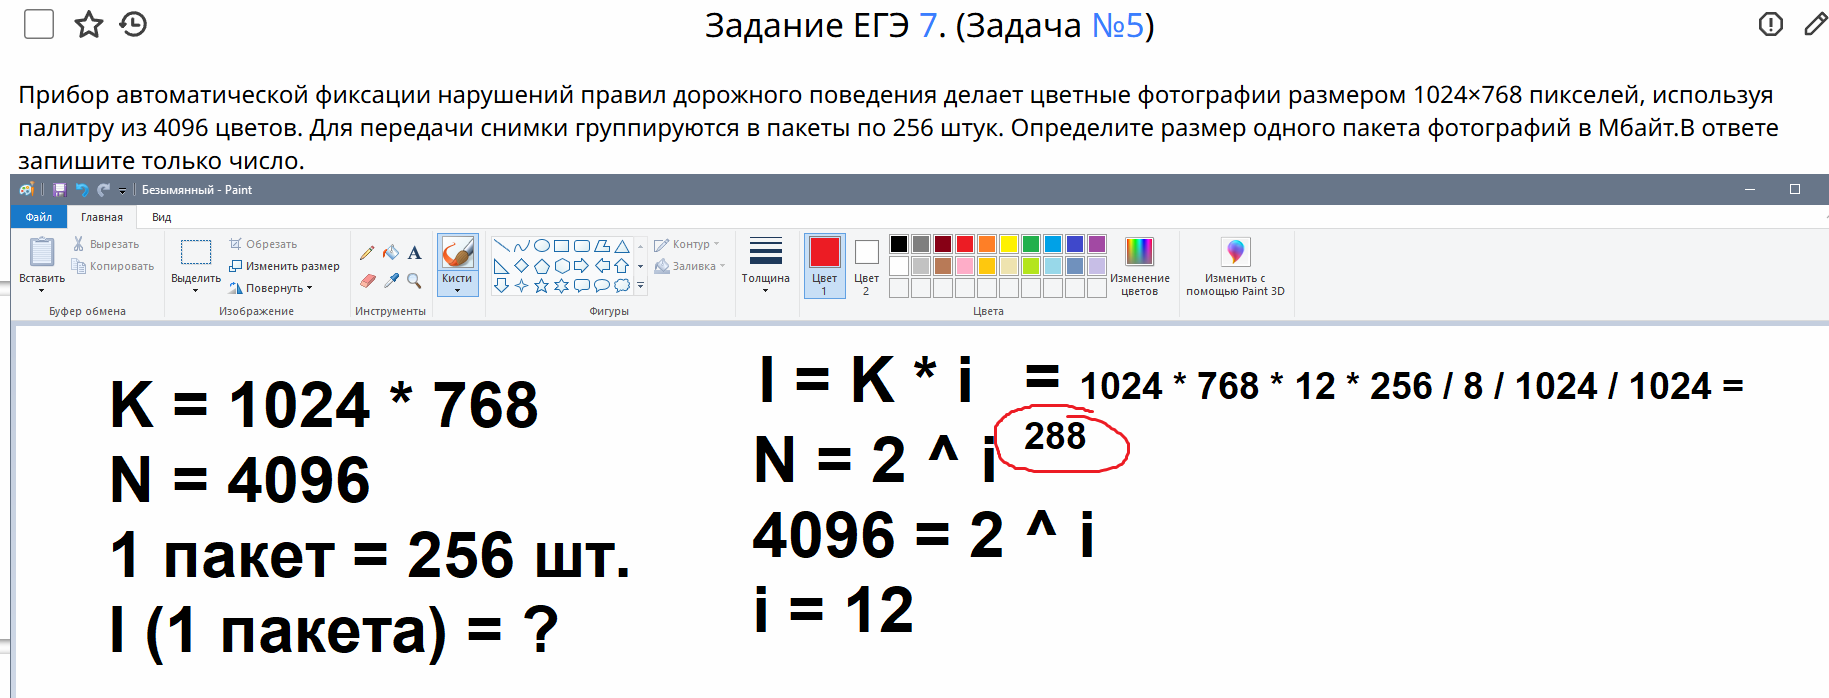 Задание ЕГЭ 7. (Задача №5)
Прибор автоматической фиксации нарушений правил дорожного поведения делает цветные фотографии размером 1024×768 пикселей, используя
палитру из 4096 цветов. Для передачи снимки группируются в пакеты по 256 штук. Определите размер одного пакета фотографий в Мбайт.В ответе
запишите только число.
Безымянный - Paint
Файл Главная Вид
Вставить
Вырезать
Копировать
Буфер обмена
Выделить
Обрезать
Изменить размер
Повернуть
Изображение
A
Инструменты
Кисти
Контур
Заливка
Фигуры
Толщина
Цвет
1
Цвет
2
Изменение
цветов
Цвета
Изменить с
помощью Paint 3D
K = 1024 * 768
N = 4096
1 пакет = 256 шт.
I (1 пакета) = ?
I = K * i = 1024 * 768 * 12 * 256 / 8 / 1024 / 1024 =
288
N = 2 ^ i
4096 = 2 ^ i
i = 12